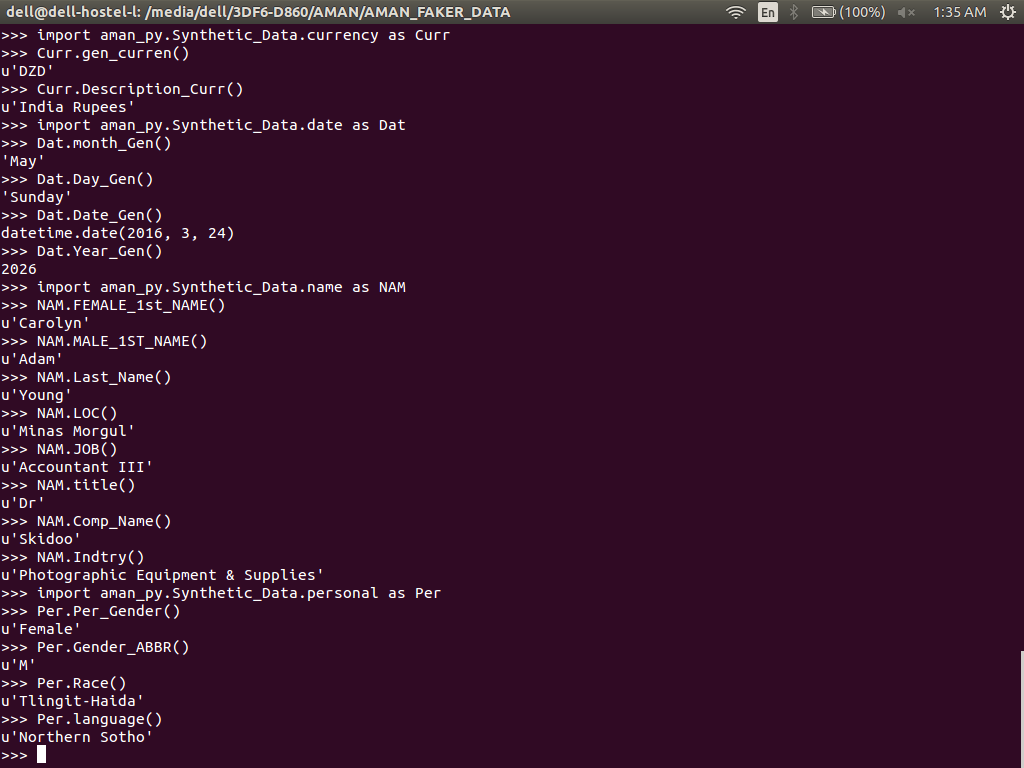 dell@dell-hostel-l: /media/dell/3DF6-D860/AMAN/AMAN_FAKER_DATA En (100%) 1:35 AM
>>> import aman_py.Synthetic_Data.currency as Curr
>>> Curr.gen_curren()
u'DZD'
>>> Curr.Description_Curr()
u'India Rupees'
>>> import aman_py.Synthetic_Data.date as Dat
>>> Dat.month_Gen()
'May'
>>> Dat.Day_Gen()
'Sunday'
>>> Dat.Date_Gen()
datetime.date(2016, 3, 24)
>>> Dat.Year_Gen()
2026
>>> import aman_py.Synthetic_Data.name as NAM
>>> NAM.FEMALE_1st_NAME()
u'Carolyn'
>>> NAM.MALE_1ST_NAME()
u'Adam'
>>> NAM.Last_Name()
u'Young'
>>> NAM.LOC()
u'Minas Morgul'
>>> NAM.JOB()
u'Accountant III'
>>> NAM.title()
u'Dr'
>>> NAM.Comp_Name()
u'Skidoo'
>>> NAM.Indtry()
u'Photographic Equipment & Supplies'
>>> import aman_py.Synthetic_Data.personal as Per
>>> Per.Per_Gender()
u'Female'
>>> Per.Gender_ABBR()
u'M'
>>> Per.Race()
u'Tlingit-Haida'
>>> Per.language()
u'Northern Sotho'
>>>